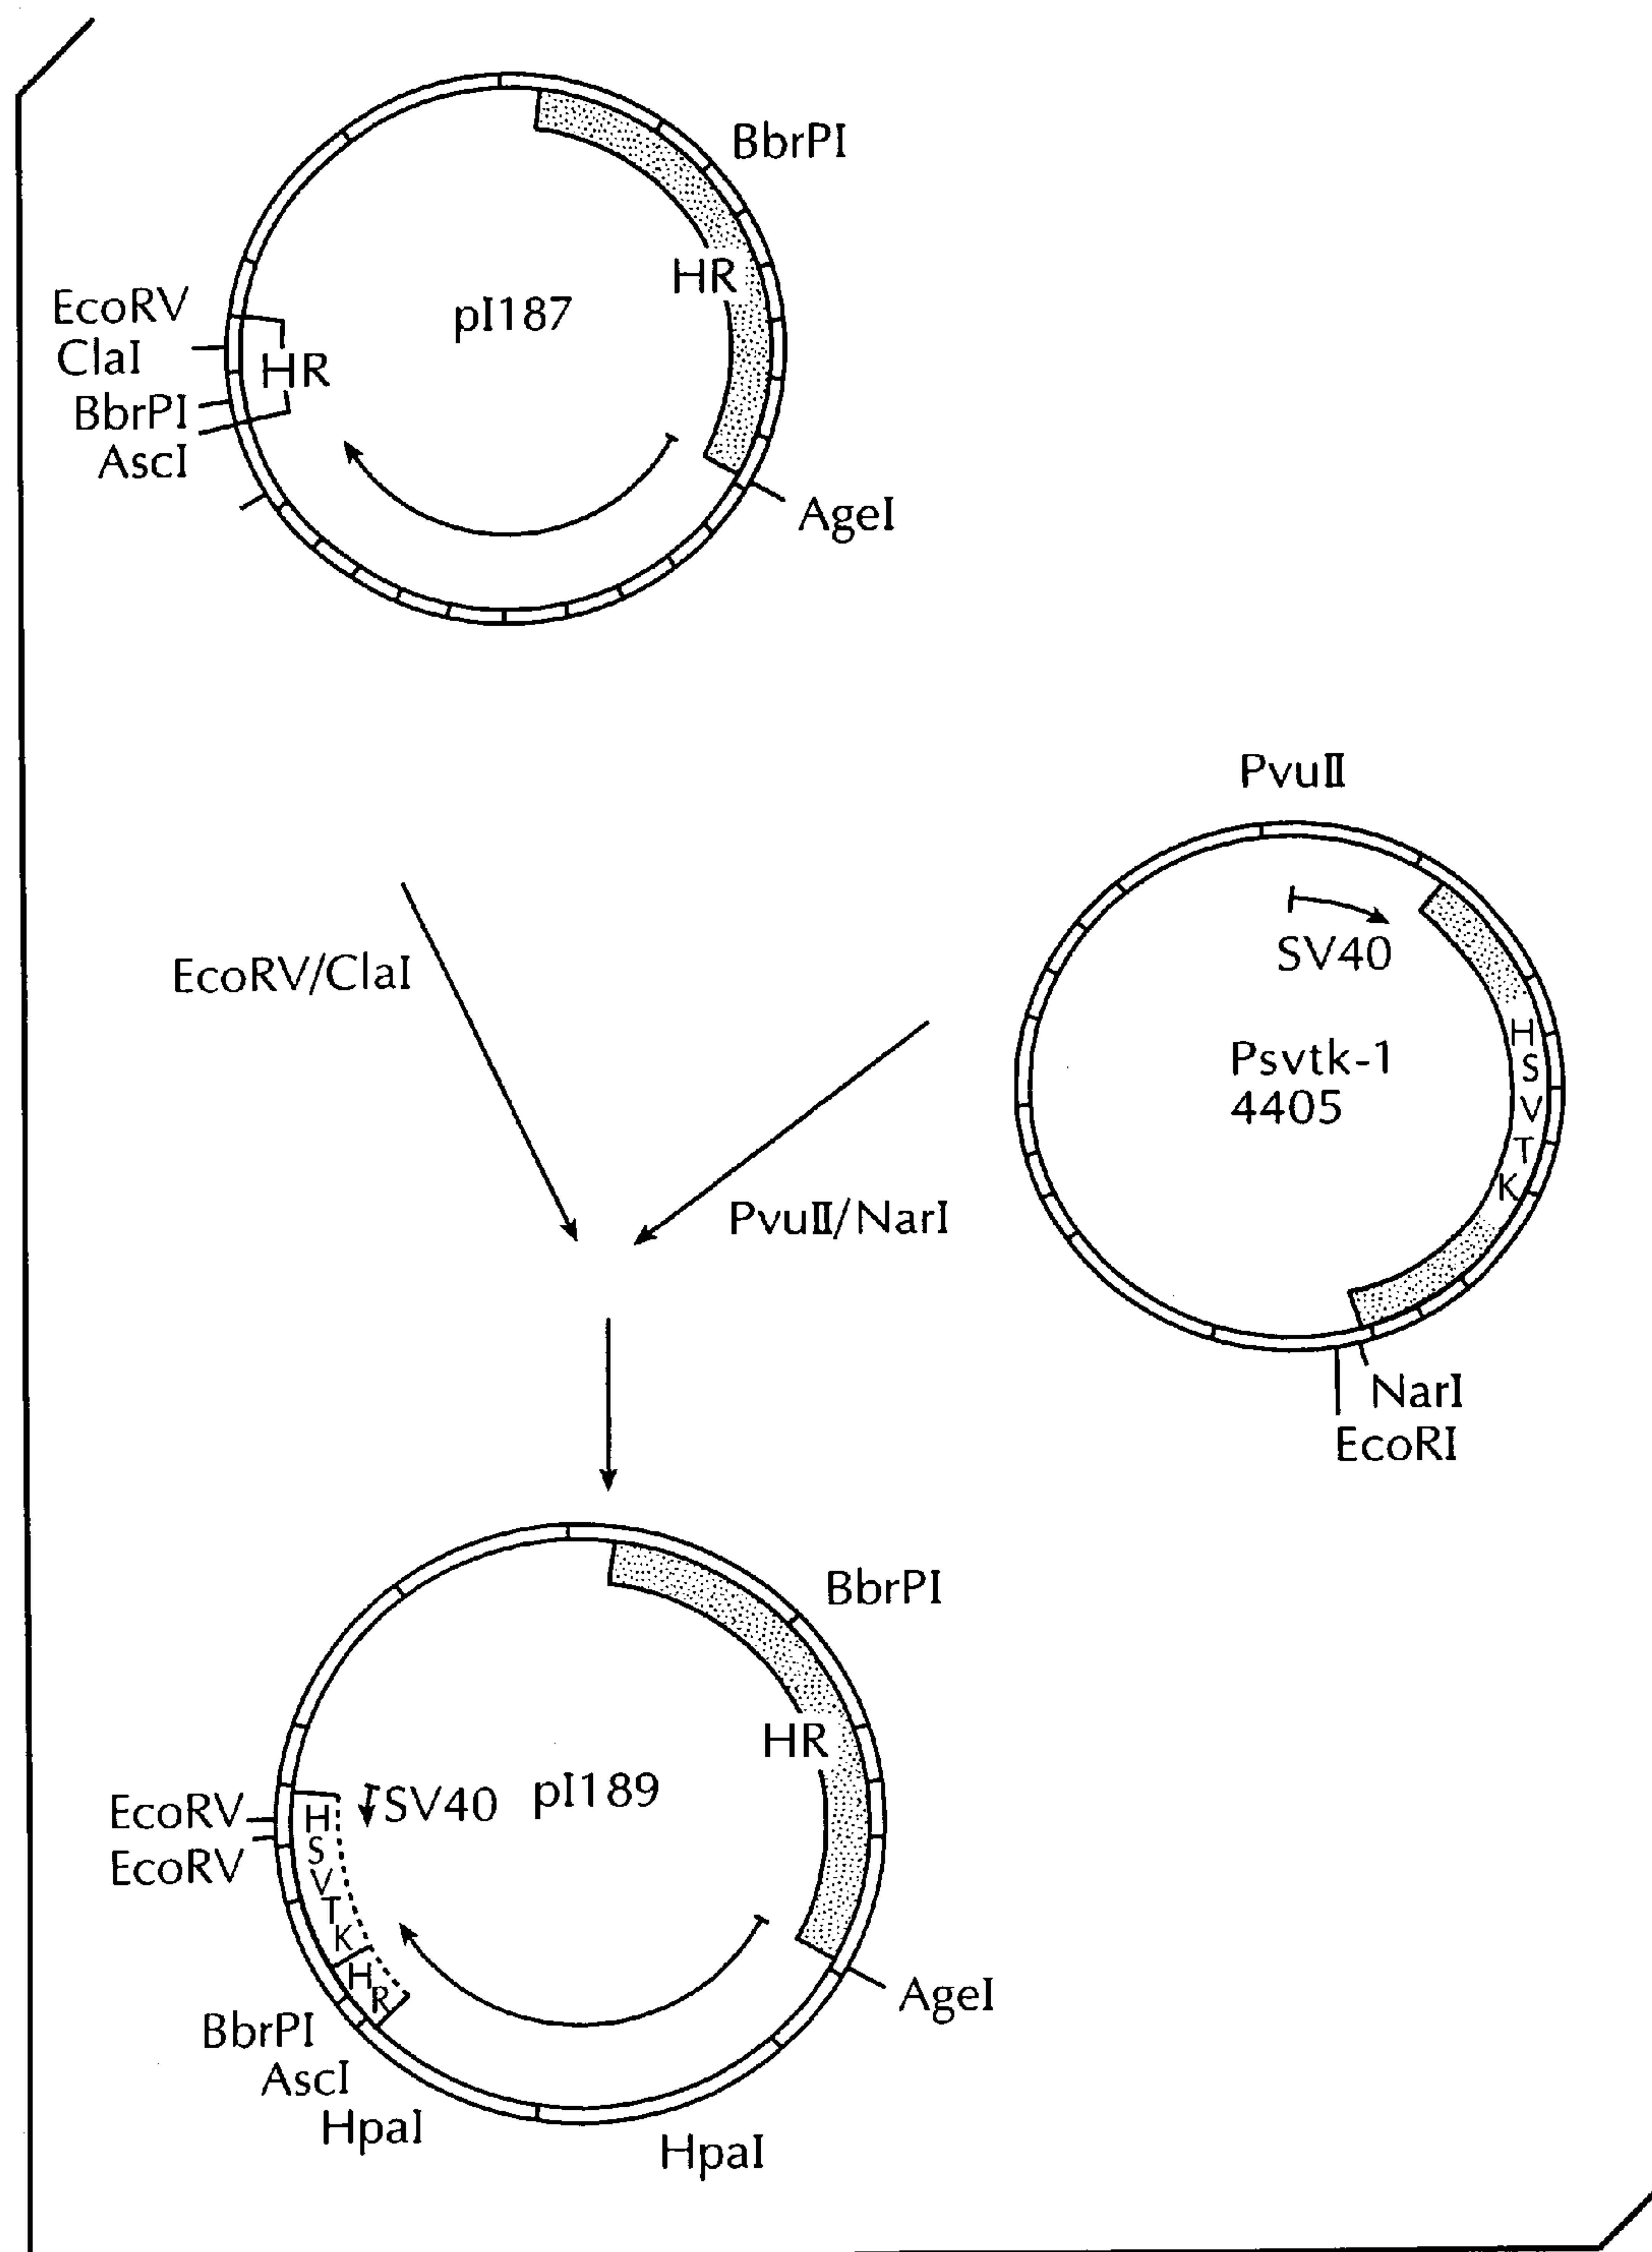 BbrPI
HR
pI187
EcoRV
ClaI
HR
BbrPI
AscI
AgeI
PvuII
SV40
EcoRV/ClaI
HSVTK
Psvtk-1
4405
PvuII/NarI
NarI
EcoRI
BbrPI
HR
EcoRV
EcoRV
SV40
pI189
HSVTK
HR
AgeI
BbrPI
AscI
HpaI
HpaI